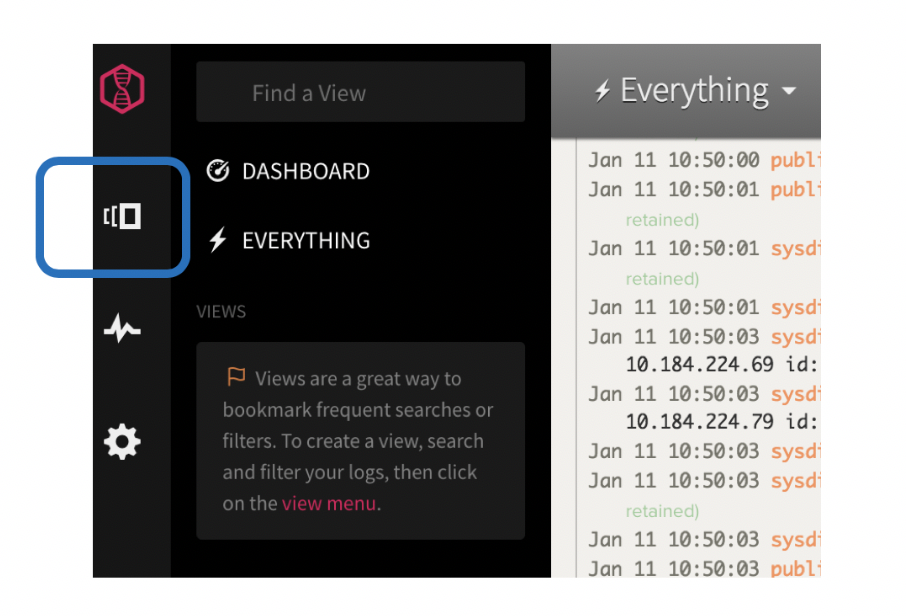 Find a View
DASHBOARD
EVERYTHING
VIEWS
Views are a great way to
bookmark frequent searches or
filters. To create a view, search
and filter your logs, then click
on the view menu.
Everything
Jan 11 10:50:00 publi
Jan 11 10:50:01 publi
retained)
Jan 11 10:50:01 sysdi
retained)
Jan 11 10:50:01 sysdi
Jan 11 10:50:03 sysdi
10.184.224.69 id:
Jan 11 10:50:03 sysdi
10.184.224.79 id:
Jan 11 10:50:03 sysdi
Jan 11 10:50:03 sysdi
retained)
Jan 11 10:50:03 sysdi
Jan 11 10:50:03 publi